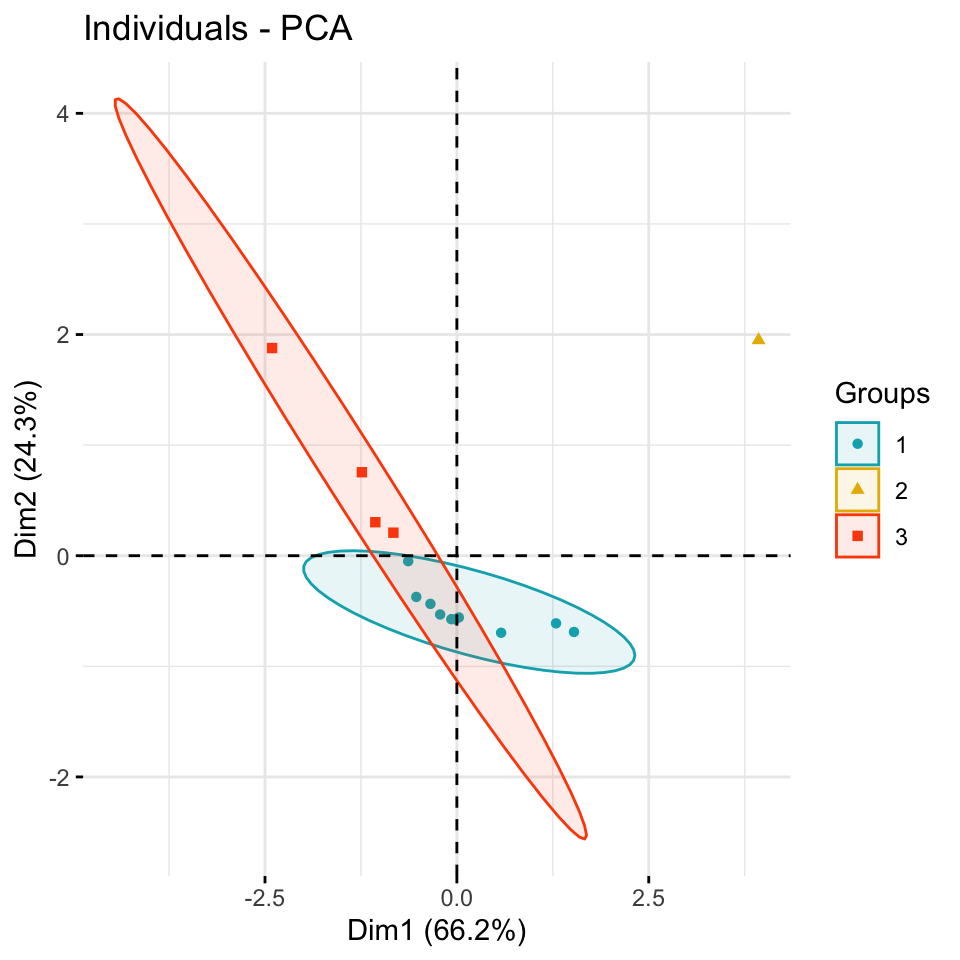 Individuals - PCA
4
2
0
-2
Dim2 (24.3%)
-2.5
0.0
2.5
Dim1 (66.2%)
Groups
1
2
3